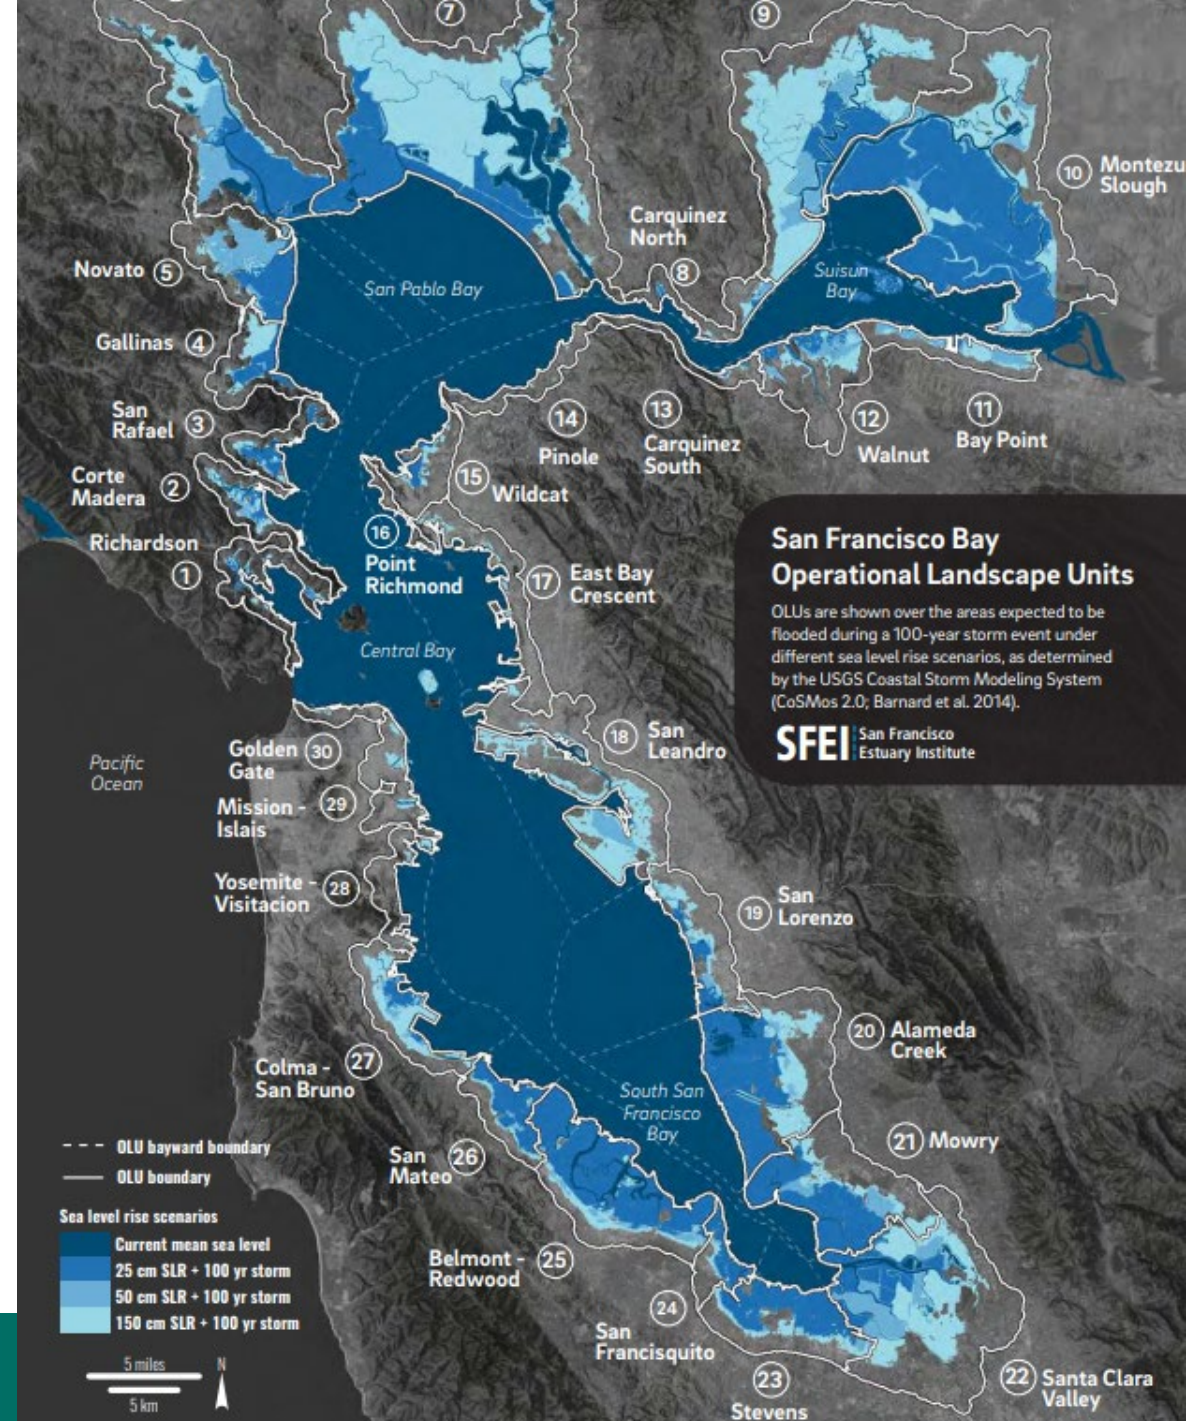 7
9
10
Montezu
Slough
Carquinez
North
8
Novato
5
San Pablo Bay
Suisun
Bay
Gallinas
4
San
Rafael
3
14
Pinole
13
Carquinez
South
12
Walnut
11
Bay Point
Corte
Madera
2
15
Wildcat
Richardson
1
16
Point
Richmond
17
East Bay
Crescent
San Francisco Bay
Operational Landscape Units
OLUs are shown over the areas expected to be
flooded during a 100-year storm event under
different sea level rise scenarios, as determined
by the USGS Coastal Storm Modeling System
(CoSMos 2.0; Barnard et al. 2014).
SFEI
San Francisco
Estuary Institute
Central Bay
Pacific
Ocean
Golden
Gate
30
18
San
Leandro
Mission -
Islais
29
Yosemite -
Visitacion
28
19
San
Lorenzo
Colma -
San Bruno
27
20
Alameda
Creek
South San
Francisco
Bay
San
Mateo
26
21
Mowry
Belmont -
Redwood
25
24
San
Francisquito
23
Stevens
22
Santa Clara
Valley
OLU bayward boundary
OLU boundary
Sea level rise scenarios
Current mean sea level
25 cm SLR + 100 yr storm
50 cm SLR + 100 yr storm
150 cm SLR + 100 yr storm
5 miles
5 km
N